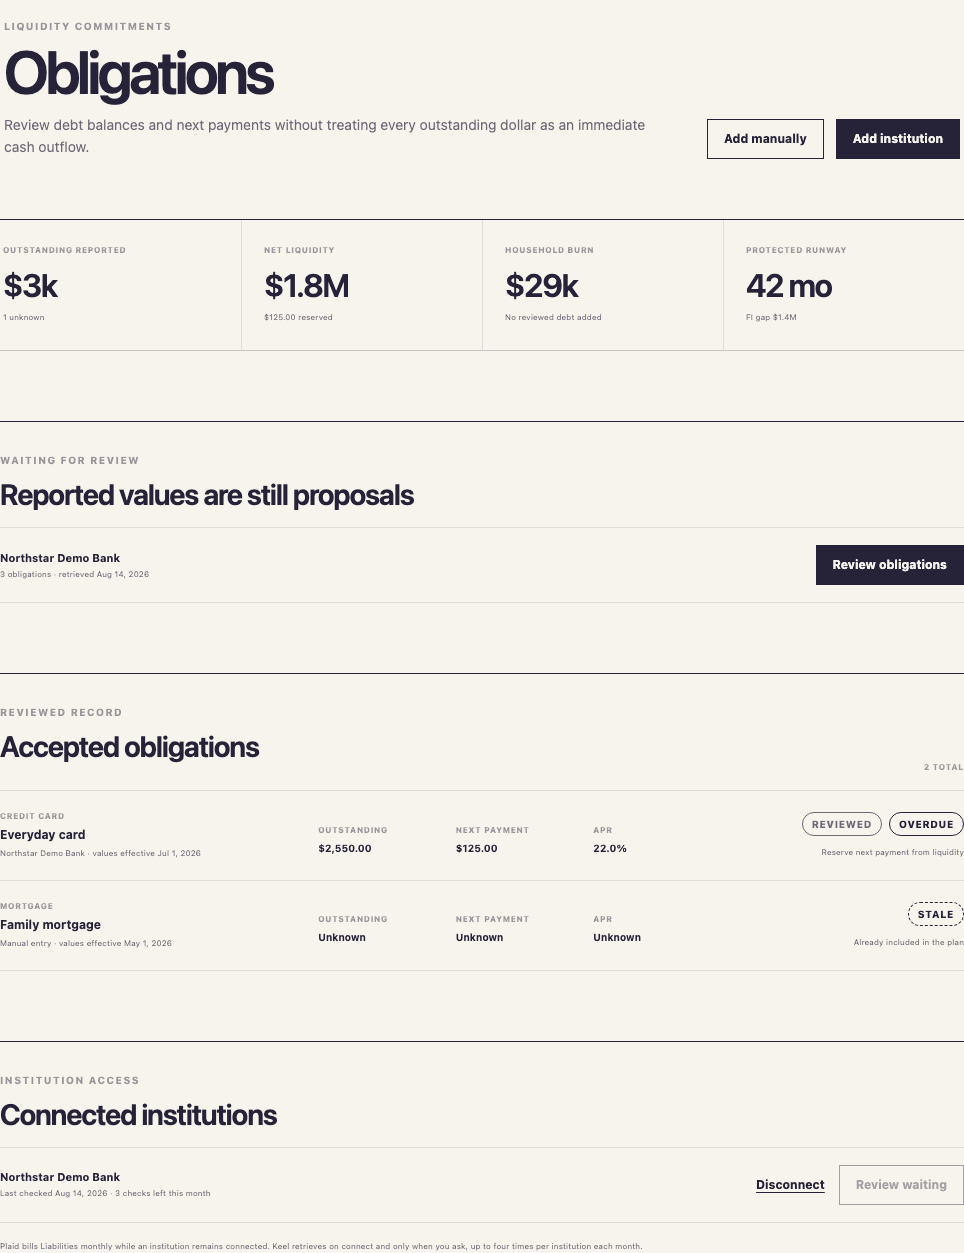 LIQUIDITY COMMITMENTS
Obligations
Review debt balances and next payments without treating every outstanding dollar as an immediate
cash outflow.
Add manually
Add institution
OUTSTANDING REPORTED
$3k
1 unknown
NET LIQUIDITY
$1.8M
$125.00 reserved
HOUSEHOLD BURN
$29k
No reviewed debt added
PROTECTED RUNWAY
42 mo
FI gap $1.4M
WAITING FOR REVIEW
Reported values are still proposals
Northstar Demo Bank
3 obligations · retrieved Aug 14, 2026
Review obligations
REVIEWED RECORD
Accepted obligations
2 TOTAL
CREDIT CARD
Everyday card
Northstar Demo Bank · values effective Jul 1, 2026
OUTSTANDING
$2,550.00
NEXT PAYMENT
$125.00
APR
22.0%
REVIEWED
OVERDUE
Reserve next payment from liquidity
MORTGAGE
Family mortgage
Manual entry · values effective May 1, 2026
OUTSTANDING
Unknown
NEXT PAYMENT
Unknown
APR
Unknown
STALE
Already included in the plan
INSTITUTION ACCESS
Connected institutions
Northstar Demo Bank
Last checked Aug 14, 2026 · 3 checks left this month
Disconnect
Review waiting
Plaid bills Liabilities monthly while an institution remains connected. Keel retrieves on connect and only when you ask, up to four times per institution each month.